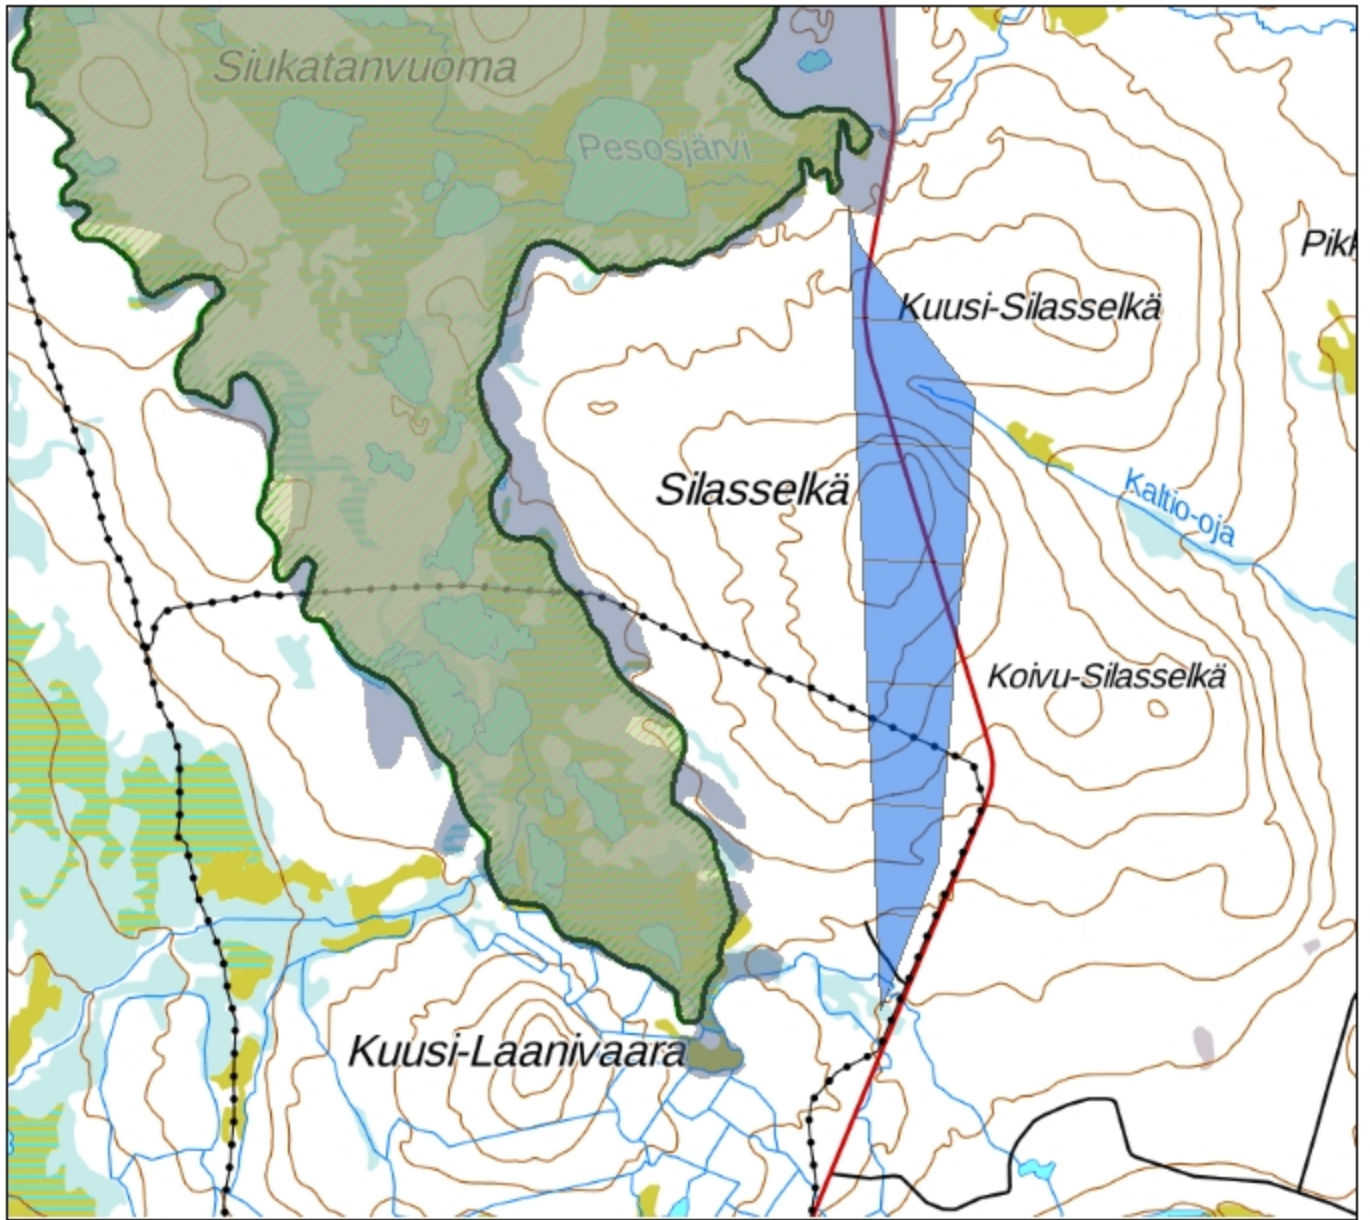 Siukatanvuoma
Pesosjärvi
Kuusi-Silasselkä
Silasselkä
Kaltio-oja
Koivu-Silasselkä
Kuusi-Laanivaara